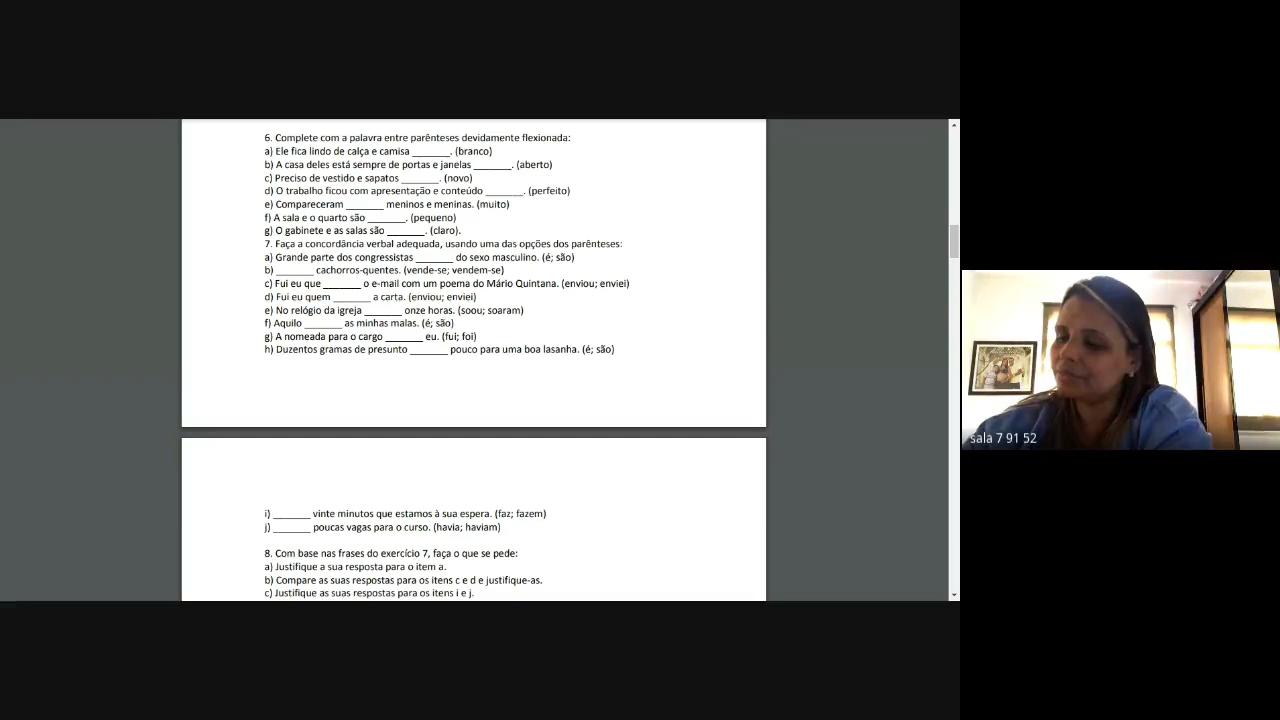 6. Complete com a palavra entre parênteses devidamente flexionada:
a) Ele fica lindo de calça e camisa _______. (branco)
b) A casa deles está sempre de portas e janelas _______. (aberto)
c) Preciso de vestido e sapatos _______. (novo)
d) O trabalho ficou com apresentação e conteúdo _______. (perfeito)
e) Compareceram _______ meninos e meninas. (muito)
f) A sala e o quarto são _______. (pequeno)
g) O gabinete e as salas são _______. (claro).
7. Faça a concordância verbal adequada, usando uma das opções dos parênteses:
a) Grande parte dos congressistas _______ do sexo masculino. (é; são)
b) _______ cachorros-quentes. (vende-se; vendem-se)
c) Fui eu que _______ o e-mail com um poema do Mário Quintana. (enviou; enviei)
d) Fui eu quem _______ a carta. (enviou; enviei)
e) No relógio da igreja _______ onze horas. (soou; soaram)
f) Aquilo _______ as minhas malas. (é; são)
g) A nomeada para o cargo _______ eu. (fui; foi)
h) Duzentos gramas de presunto _______ pouco para uma boa lasanha. (é; são)
i) _______ vinte minutos que estamos à sua espera. (faz; fazem)
j) _______ poucas vagas para o curso. (havia; haviam)
8. Com base nas frases do exercício 7, faça o que se pede:
a) Justifique a sua resposta para o item a.
b) Compare as suas respostas para os itens c e d e justifique-as.
c) Justifique as suas respostas para os itens i e j.
sala 7 91 52